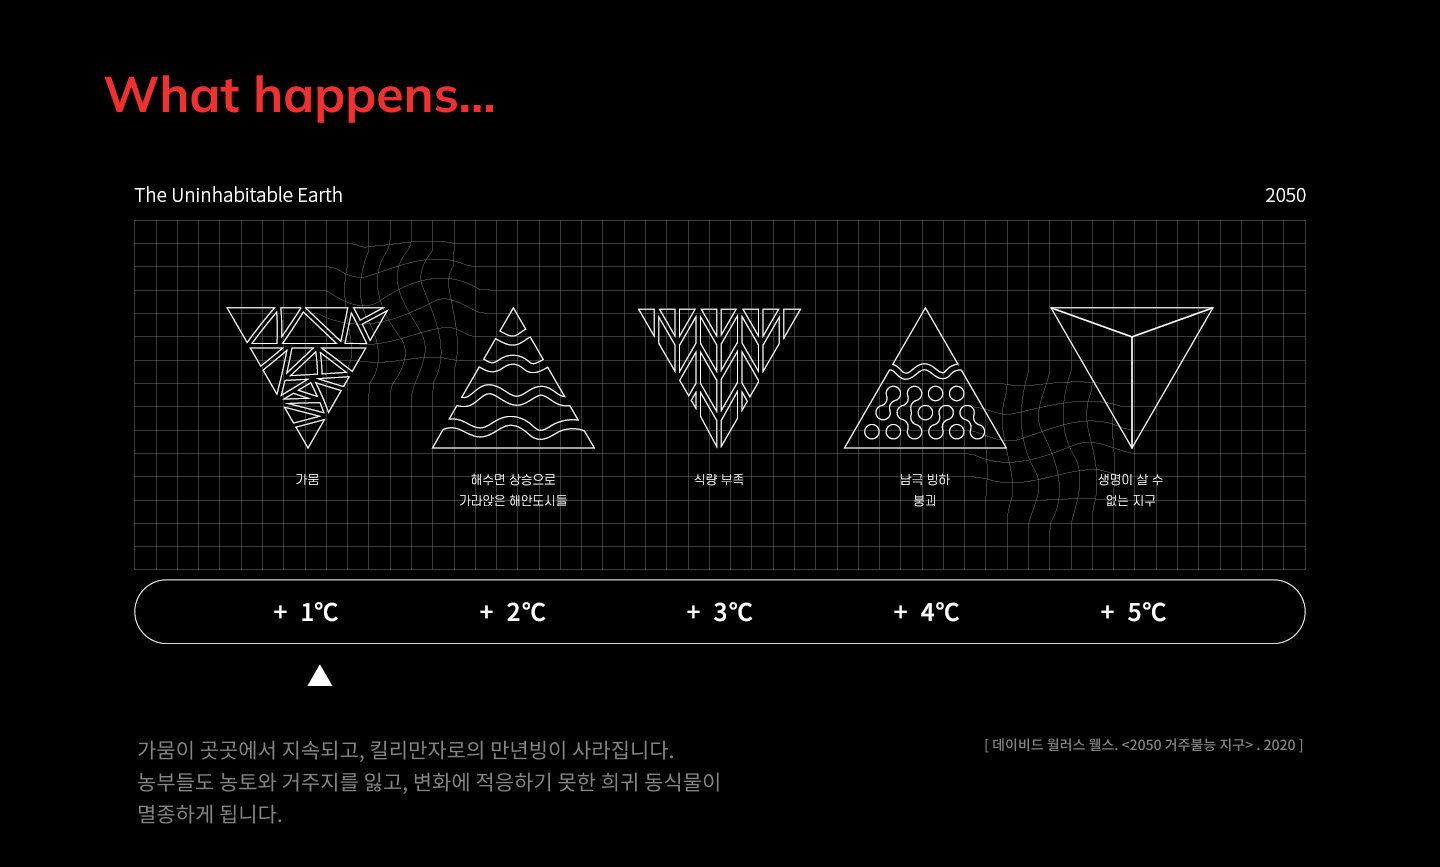 What happens...
The Uninhabitable Earth
2050
가뭄
해수면 상승으로
가라앉은 해안도시들
식량 부족
남극 빙하
붕괴
생명이 살 수
없는 지구
+ 1℃
+ 2℃
+ 3℃
+ 4℃
+ 5℃
가뭄이 곳곳에서 지속되고, 킬리만자로의 만년빙이 사라집니다.
농부들도 농토와 거주지를 잃고, 변화에 적응하기 못한 희귀 동식물이
멸종하게 됩니다.
[ 데이비드 월러스 웰스. <2050 거주불능 지구> . 2020 ]